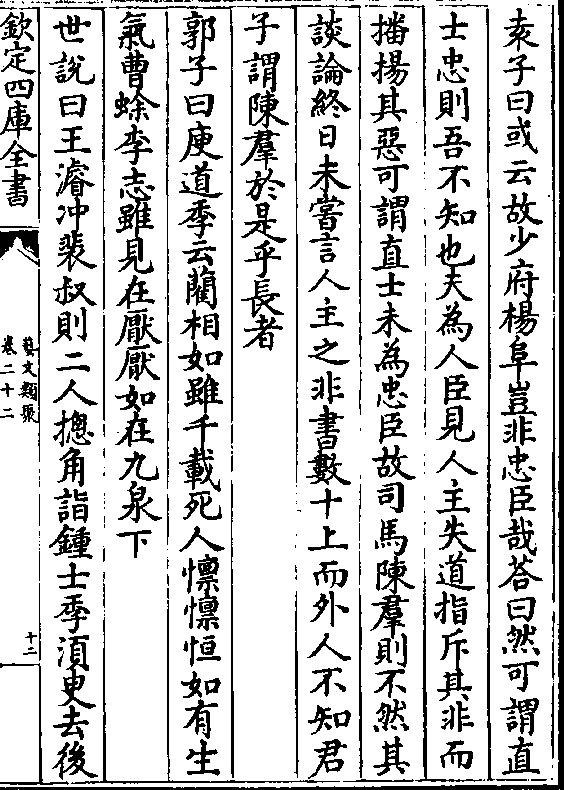 袁子曰或云故少府楊阜豈非忠臣哉荅曰然可謂直
士忠則吾不知也夫為人臣見人主失道指斥其非而
播揚其惡可謂直士未為忠臣故司馬陳羣則不然其
談論終日未嘗言人主之非書數十上而外人不知君
子謂陳羣於是乎長者
郭子曰庾道季云藺相如雖千載死人懔懔恒如有生
氣曹蜍李志雖見在厭厭如在九泉下
世說曰王濬冲裴叔則二人摠角詣鍾士季湏臾去後
欽定四庫全書
藝文類聚
卷二十二
十二